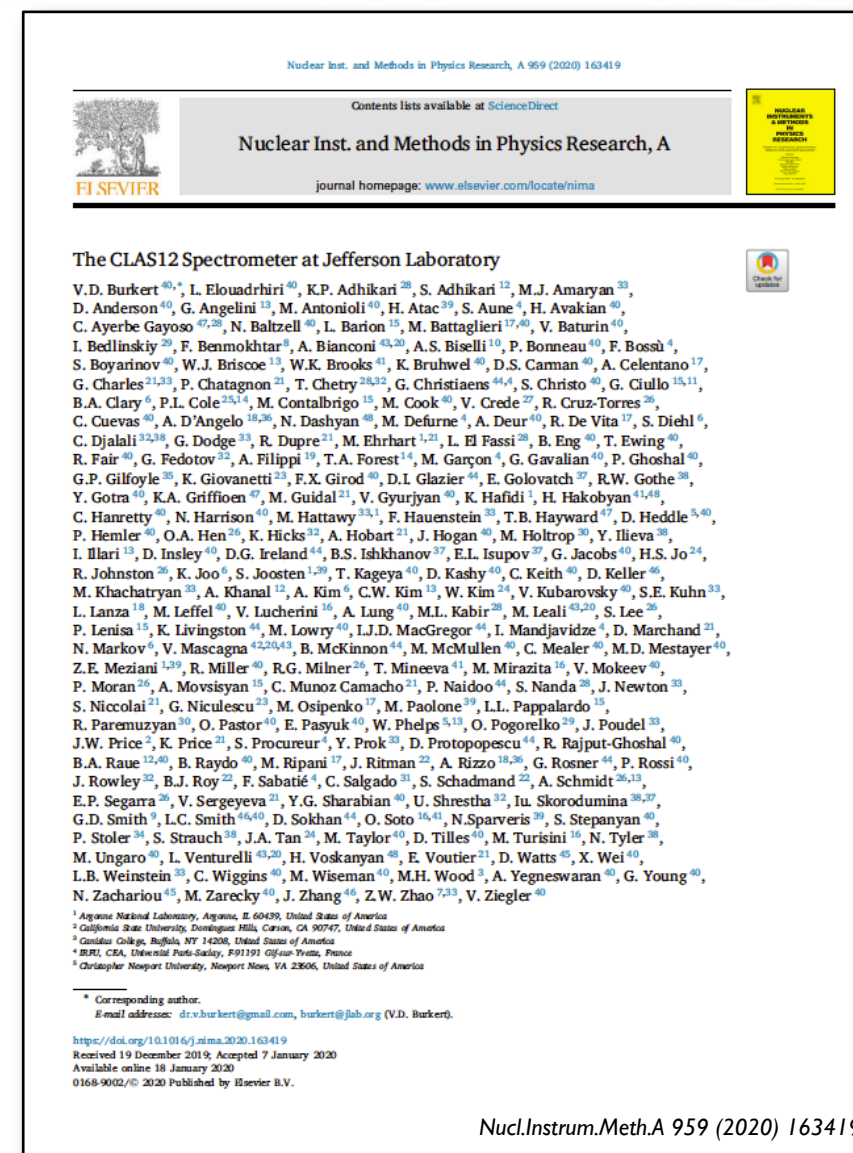 Nuclear Inst. and Methods in Physics Research, A 959 (2020) 163419
Contents lists available at ScienceDirect
Nuclear Inst. and Methods in Physics Research, A
journal homepage: www.elsevier.com/locate/nima
ELSEVIER
NUCLEAR
INSTRUMENTS
& METHODS
IN
PHYSICS
RESEARCH
The CLAS12 Spectrometer at Jefferson Laboratory
Check for
updates
V.D. Burkert 40,*, L. Elouadrhiri 40, K.P. Adhikari 28, S. Adhikari 12, M.J. Amaryan 33,
D. Anderson 40, G. Angelini 13, M. Antonioli 40, H. Atac 39, S. Aune 4, H. Avakian 40,
C. Ayerbe Gayoso 47,28, N. Baltzell 40, L. Barion 15, M. Battaglieri 17,40, V. Baturin 40,
I. Bedlinskiy 29, F. Benmokhtar 8, A. Bianconi 43,20, A.S. Biselli 10, P. Bonneau 40, F. Bossù 4,
S. Boyarinov 40, W.J. Briscoe 13, W.K. Brooks 41, K. Bruhwel 40, D.S. Carman 40, A. Celentano 17,
G. Charles 21,33, P. Chatagnon 21, T. Chetry 28,32, G. Christiaens 44,4, S. Christo 40, G. Ciullo 15,11,
B.A. Clary 6, P.L. Cole 25,14, M. Contalbrigo 15, M. Cook 40, V. Crede 27, R. Cruz-Torres 26,
C. Cuevas 40, A. D'Angelo 18,36, N. Dashyan 48, M. Defurne 4, A. Deur 40, R. De Vita 17, S. Diehl 6,
C. Djalali 32,38, G. Dodge 33, R. Dupre 21, M. Ehrhart 1,21, L. El Fassi 28, B. Eng 40, T. Ewing 40,
R. Fair 40, G. Fedotov 32, A. Filippi 19, T.A. Forest 14, M. Garçon 4, G. Gavalian 40, P. Ghoshal 40,
G.P. Gilfoyle 35, K. Giovanetti 23, F.X. Girod 40, D.I. Glazier 44, E. Golovatch 37, R.W. Gothe 38,
Y. Gotra 40, K.A. Griffioen 47, M. Guidal 21, V. Gyurjyan 40, K. Hafidi 1, H. Hakobyan 41,48,
C. Hanretty 40, N. Harrison 40, M. Hattawy 33,1, F. Hauenstein 33, T.B. Hayward 47, D. Heddle 5,40,
P. Hemler 40, O.A. Hen 26, K. Hicks 32, A. Hobart 21, J. Hogan 40, M. Holtrop 30, Y. Ilieva 38,
I. Illari 13, D. Insley 40, D.G. Ireland 44, B.S. Ishkhanov 37, E.L. Isupov 37, G. Jacobs 40, H.S. Jo 24,
R. Johnston 26, K. Joo 6, S. Joosten 1,39, T. Kageya 40, D. Kashy 40, C. Keith 40, D. Keller 46,
M. Khachatryan 33, A. Khanal 12, A. Kim 6, C.W. Kim 13, W. Kim 24, V. Kubarovsky 40, S.E. Kuhn 33,
L. Lanza 18, M. Leffel 40, V. Lucherini 16, A. Lung 40, M.L. Kabir 28, M. Leali 43,20, S. Lee 26,
P. Lenisa 15, K. Livingston 44, M. Lowry 40, I.J.D. MacGregor 44, I. Mandjavidze 4, D. Marchand 21,
N. Markov 6, V. Mascagna 42,20,43, B. McKinnon 44, M. McMullen 40, C. Mealer 40, M.D. Mestayer 40,
Z.E. Meziani 1,39, R. Miller 40, R.G. Milner 26, T. Mineeva 41, M. Mirazita 16, V. Mokeev 40,
P. Moran 26, A. Movsisyan 15, C. Munoz Camacho 21, P. Naidoo 44, S. Nanda 28, J. Newton 33,
S. Niccolai 21, G. Niculescu 23, M. Osipenko 17, M. Paolone 39, L.L. Pappalardo 15,
R. Paremuzyan 30, O. Pastor 40, E. Pasyuk 40, W. Phelps 5,13, O. Pogorelko 29, J. Poudel 33,
J.W. Price 2, K. Price 21, S. Procureur 4, Y. Prok 33, D. Protopopescu 44, R. Rajput-Ghoshal 40,
B.A. Raue 12,40, B. Raydo 40, M. Ripani 17, J. Ritman 22, A. Rizzo 18,36, G. Rosner 44, P. Rossi 40,
J. Rowley 32, B.J. Roy 22, F. Sabatié 4, C. Salgado 31, S. Schadmand 22, A. Schmidt 26,13,
E.P. Segarra 26, V. Sergeyeva 21, Y.G. Sharabian 40, U. Shrestha 32, Iu. Skorodumina 38,37,
G.D. Smith 9, L.C. Smith 46,40, D. Sokhan 44, O. Soto 16,41, N.Sparveris 39, S. Stepanyan 40,
P. Stoler 34, S. Strauch 38, J.A. Tan 24, M. Taylor 40, D. Tilles 40, M. Turisini 16, N. Tyler 38,
M. Ungaro 40, L. Venturelli 43,20, H. Voskanyan 48, E. Voutier 21, D. Watts 45, X. Wei 40,
L.B. Weinstein 33, C. Wiggins 40, M. Wiseman 40, M.H. Wood 3, A. Yegneswaran 40, G. Young 40,
N. Zachariou 45, M. Zarecky 40, J. Zhang 46, Z.W. Zhao 7,33, V. Ziegler 40
1 Argonne National Laboratory, Argonne, IL 60439, United States of America
2 California State University, Dominguez Hills, Carson, CA 90747, United States of America
3 Canisius College, Buffalo, NY 14208, United States of America
4 IRFU, CEA, Université Paris-Saclay, F-91191 Gif-sur-Yvette, France
5 Christopher Newport University, Newport News, VA 23606, United States of America
* Corresponding author.
E-mail addresses: dr.v.burkert@gmail.com, burkert@jlab.org (V.D. Burkert).
https://doi.org/10.1016/j.nima.2020.163419
Received 19 December 2019; Accepted 7 January 2020
Available online 18 January 2020
0168-9002/© 2020 Published by Elsevier B.V.
Nucl.Instrum.Meth.A 959 (2020) 163419